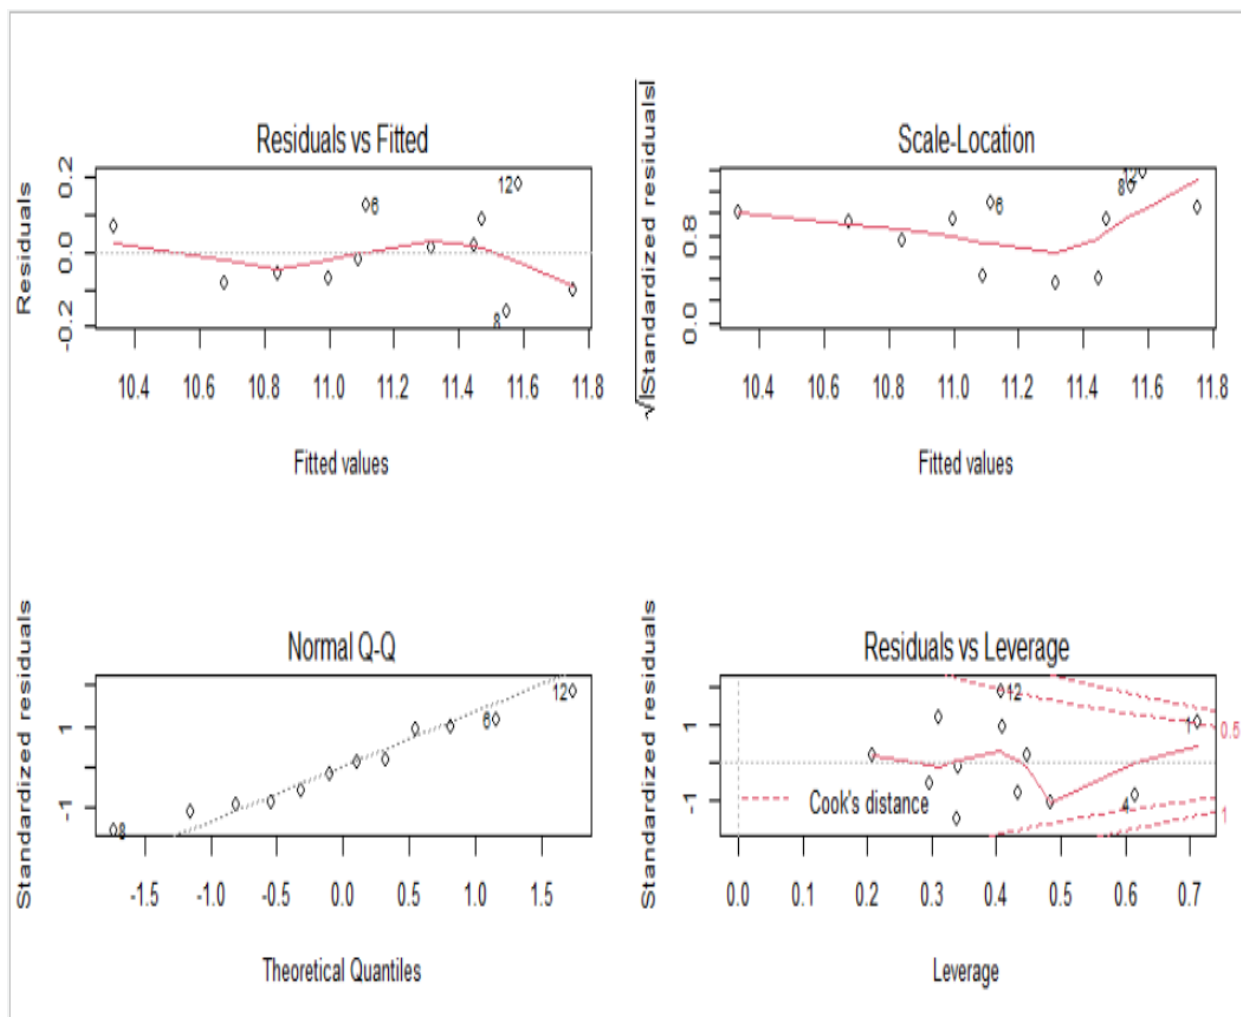 Residuals vs Fitted
Residuals
0.2
0.0
-0.2
12
6
8
10.4 10.6 10.8 11.0 11.2 11.4 11.6 11.8
Fitted values
Scale-Location
√|Standardized residuals|
0.8
0.0
12
8
6
10.4 10.6 10.8 11.0 11.2 11.4 11.6 11.8
Fitted values
Normal Q-Q
Standardized residuals
1
-1
12
6
8
-1.5 -1.0 -0.5 0.0 0.5 1.0 1.5
Theoretical Quantiles
Residuals vs Leverage
Standardized residuals
1
-1
12
1
0.5
4
Cook's distance
1
0.0 0.1 0.2 0.3 0.4 0.5 0.6 0.7
Leverage